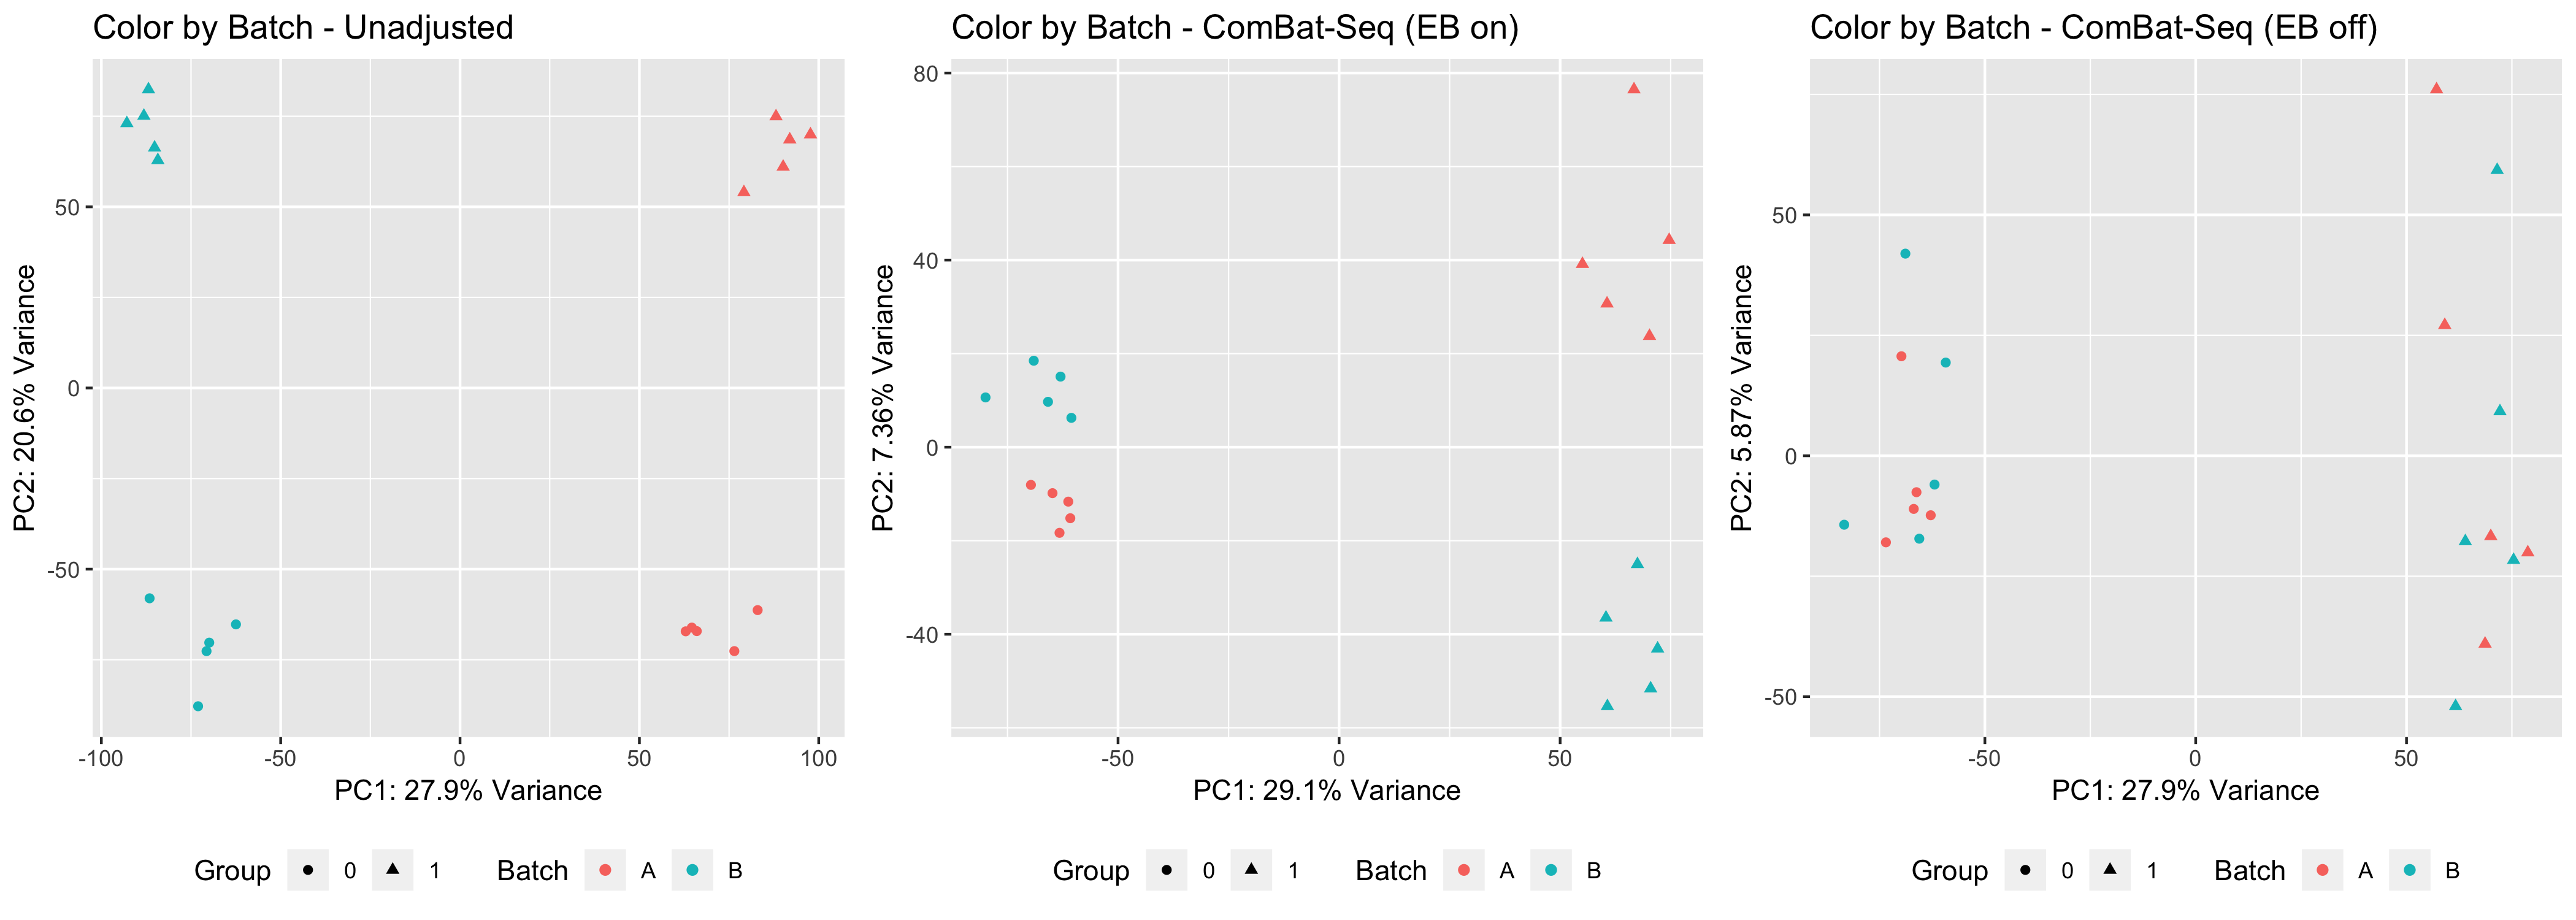 Color by Batch - Unadjusted
50
0
-50
-100
-50
0
50
100
PC2: 20.6% Variance
PC1: 27.9% Variance
Group 0 1 Batch A B
Color by Batch - ComBat-Seq (EB on)
80
40
0
-40
-50
0
50
PC2: 7.36% Variance
PC1: 29.1% Variance
Group 0 1 Batch A B
Color by Batch - ComBat-Seq (EB off)
50
0
-50
-50
0
50
PC2: 5.87% Variance
PC1: 27.9% Variance
Group 0 1 Batch A B